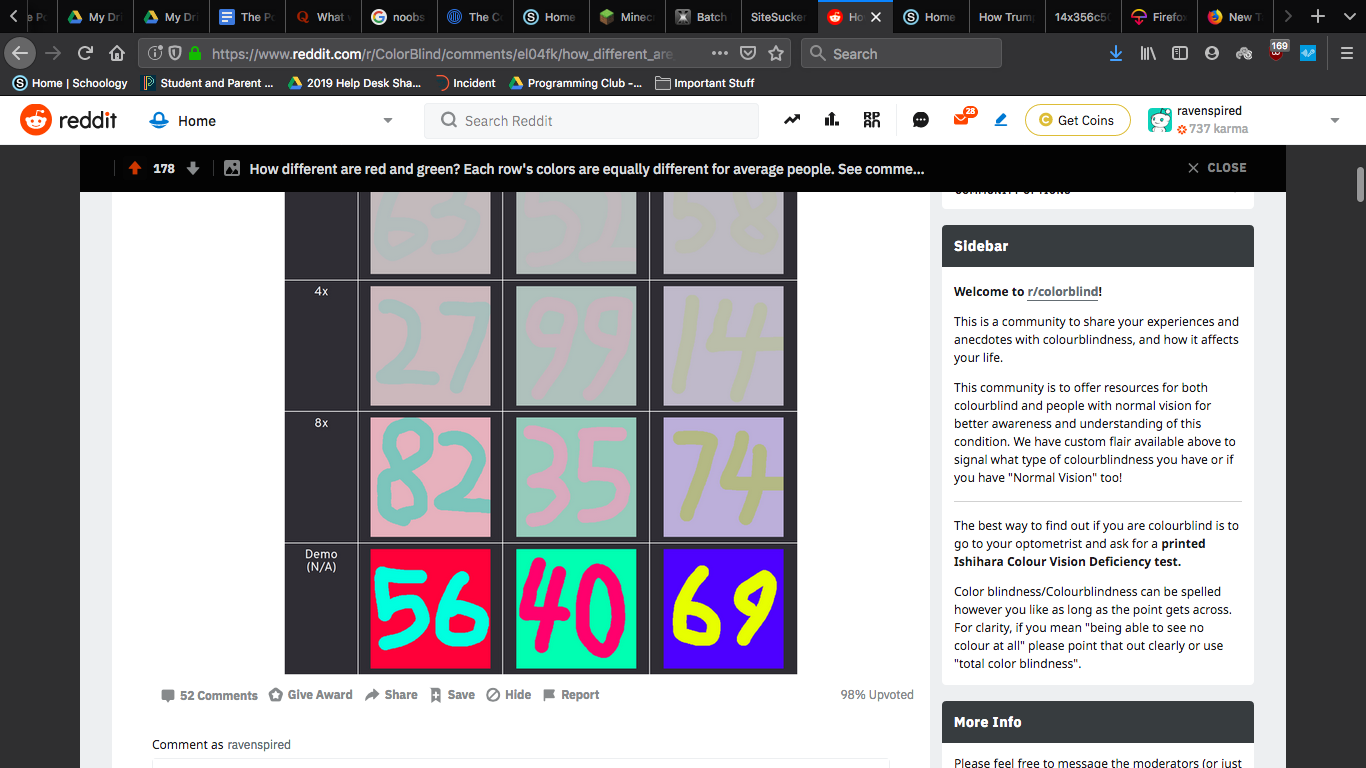 My Dri
My Dri
The Po
What
noobs
The C
Home
Minec
Batch
SiteSucker
Ho
Home
How Trump
14x356c50
Firefox
New T
https://www.reddit.com/r/ColorBlind/comments/el04fk/how_different_are_
Search
169
Home | Schoology
Student and Parent ...
2019 Help Desk Sha...
Incident
Programming Club -...
Important Stuff
reddit
Home
Search Reddit
28
Get Coins
ravenspired
737 karma
178
How different are red and green? Each row's colors are equally different for average people. See comme...
CLOSE
COMMUNITY OPTIONS
63 51 58
4x
27 99 14
8x
82 35 74
Demo
(N/A)
56 40 69
52 Comments
Give Award
Share
Save
Hide
Report
98% Upvoted
Comment as ravenspired
Sidebar
Welcome to r/colorblind!
This is a community to share your experiences and
anecdotes with colourblindness, and how it affects
your life.
This community is to offer resources for both
colourblind and people with normal vision for
better awareness and understanding of this
condition. We have custom flair available above to
signal what type of colourblindness you have or if
you have "Normal Vision" too!
The best way to find out if you are colourblind is to
go to your optometrist and ask for a printed
Ishihara Colour Vision Deficiency test.
Color blindness/Colourblindness can be spelled
however you like as long as the point gets across.
For clarity, if you mean "being able to see no
colour at all" please point that out clearly or use
"total color blindness".
More Info
Please feel free to message the moderators (or just